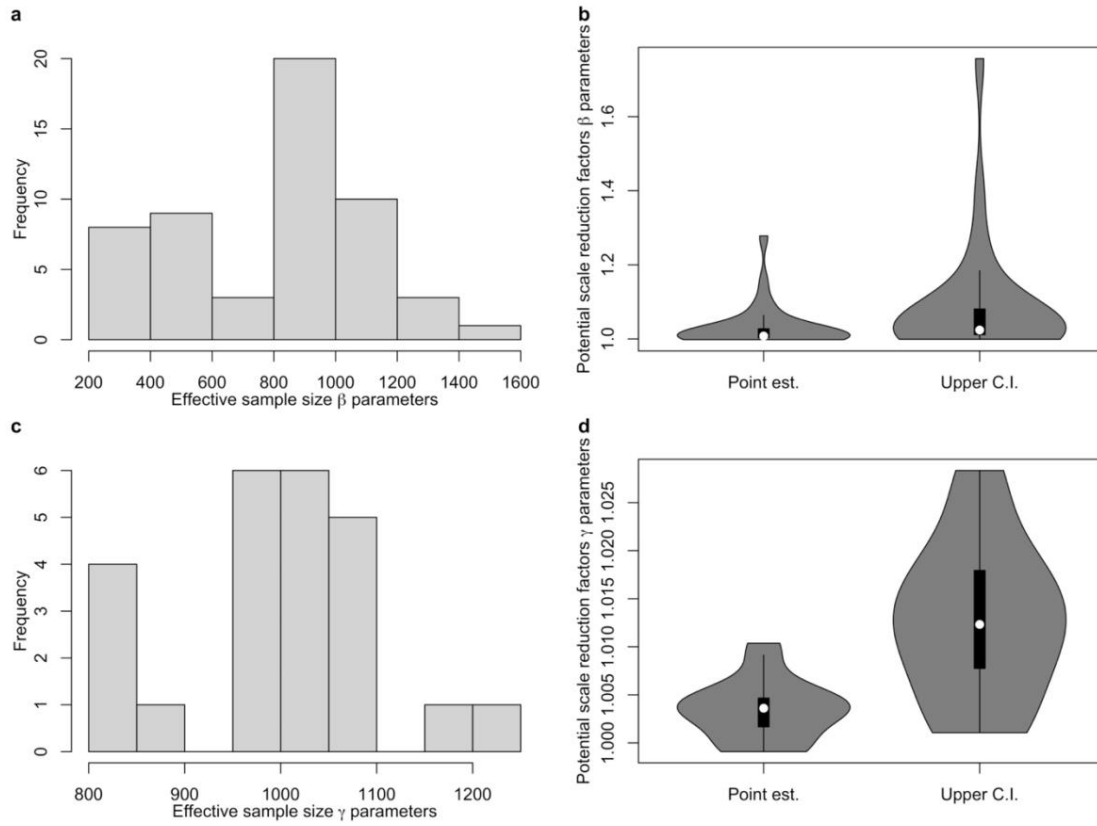 a
20
15
10
5
0
Frequency
200 400 600 800 1000 1200 1400 1600
Effective sample size β parameters
b
1.6
1.4
1.2
1.0
Potential scale reduction factors β parameters
Point est. Upper C.I.
c
6
5
4
3
2
1
0
Frequency
800 900 1000 1100 1200
Effective sample size γ parameters
d
1.025
1.020
1.015
1.010
1.005
1.000
Potential scale reduction factors γ parameters
Point est. Upper C.I.